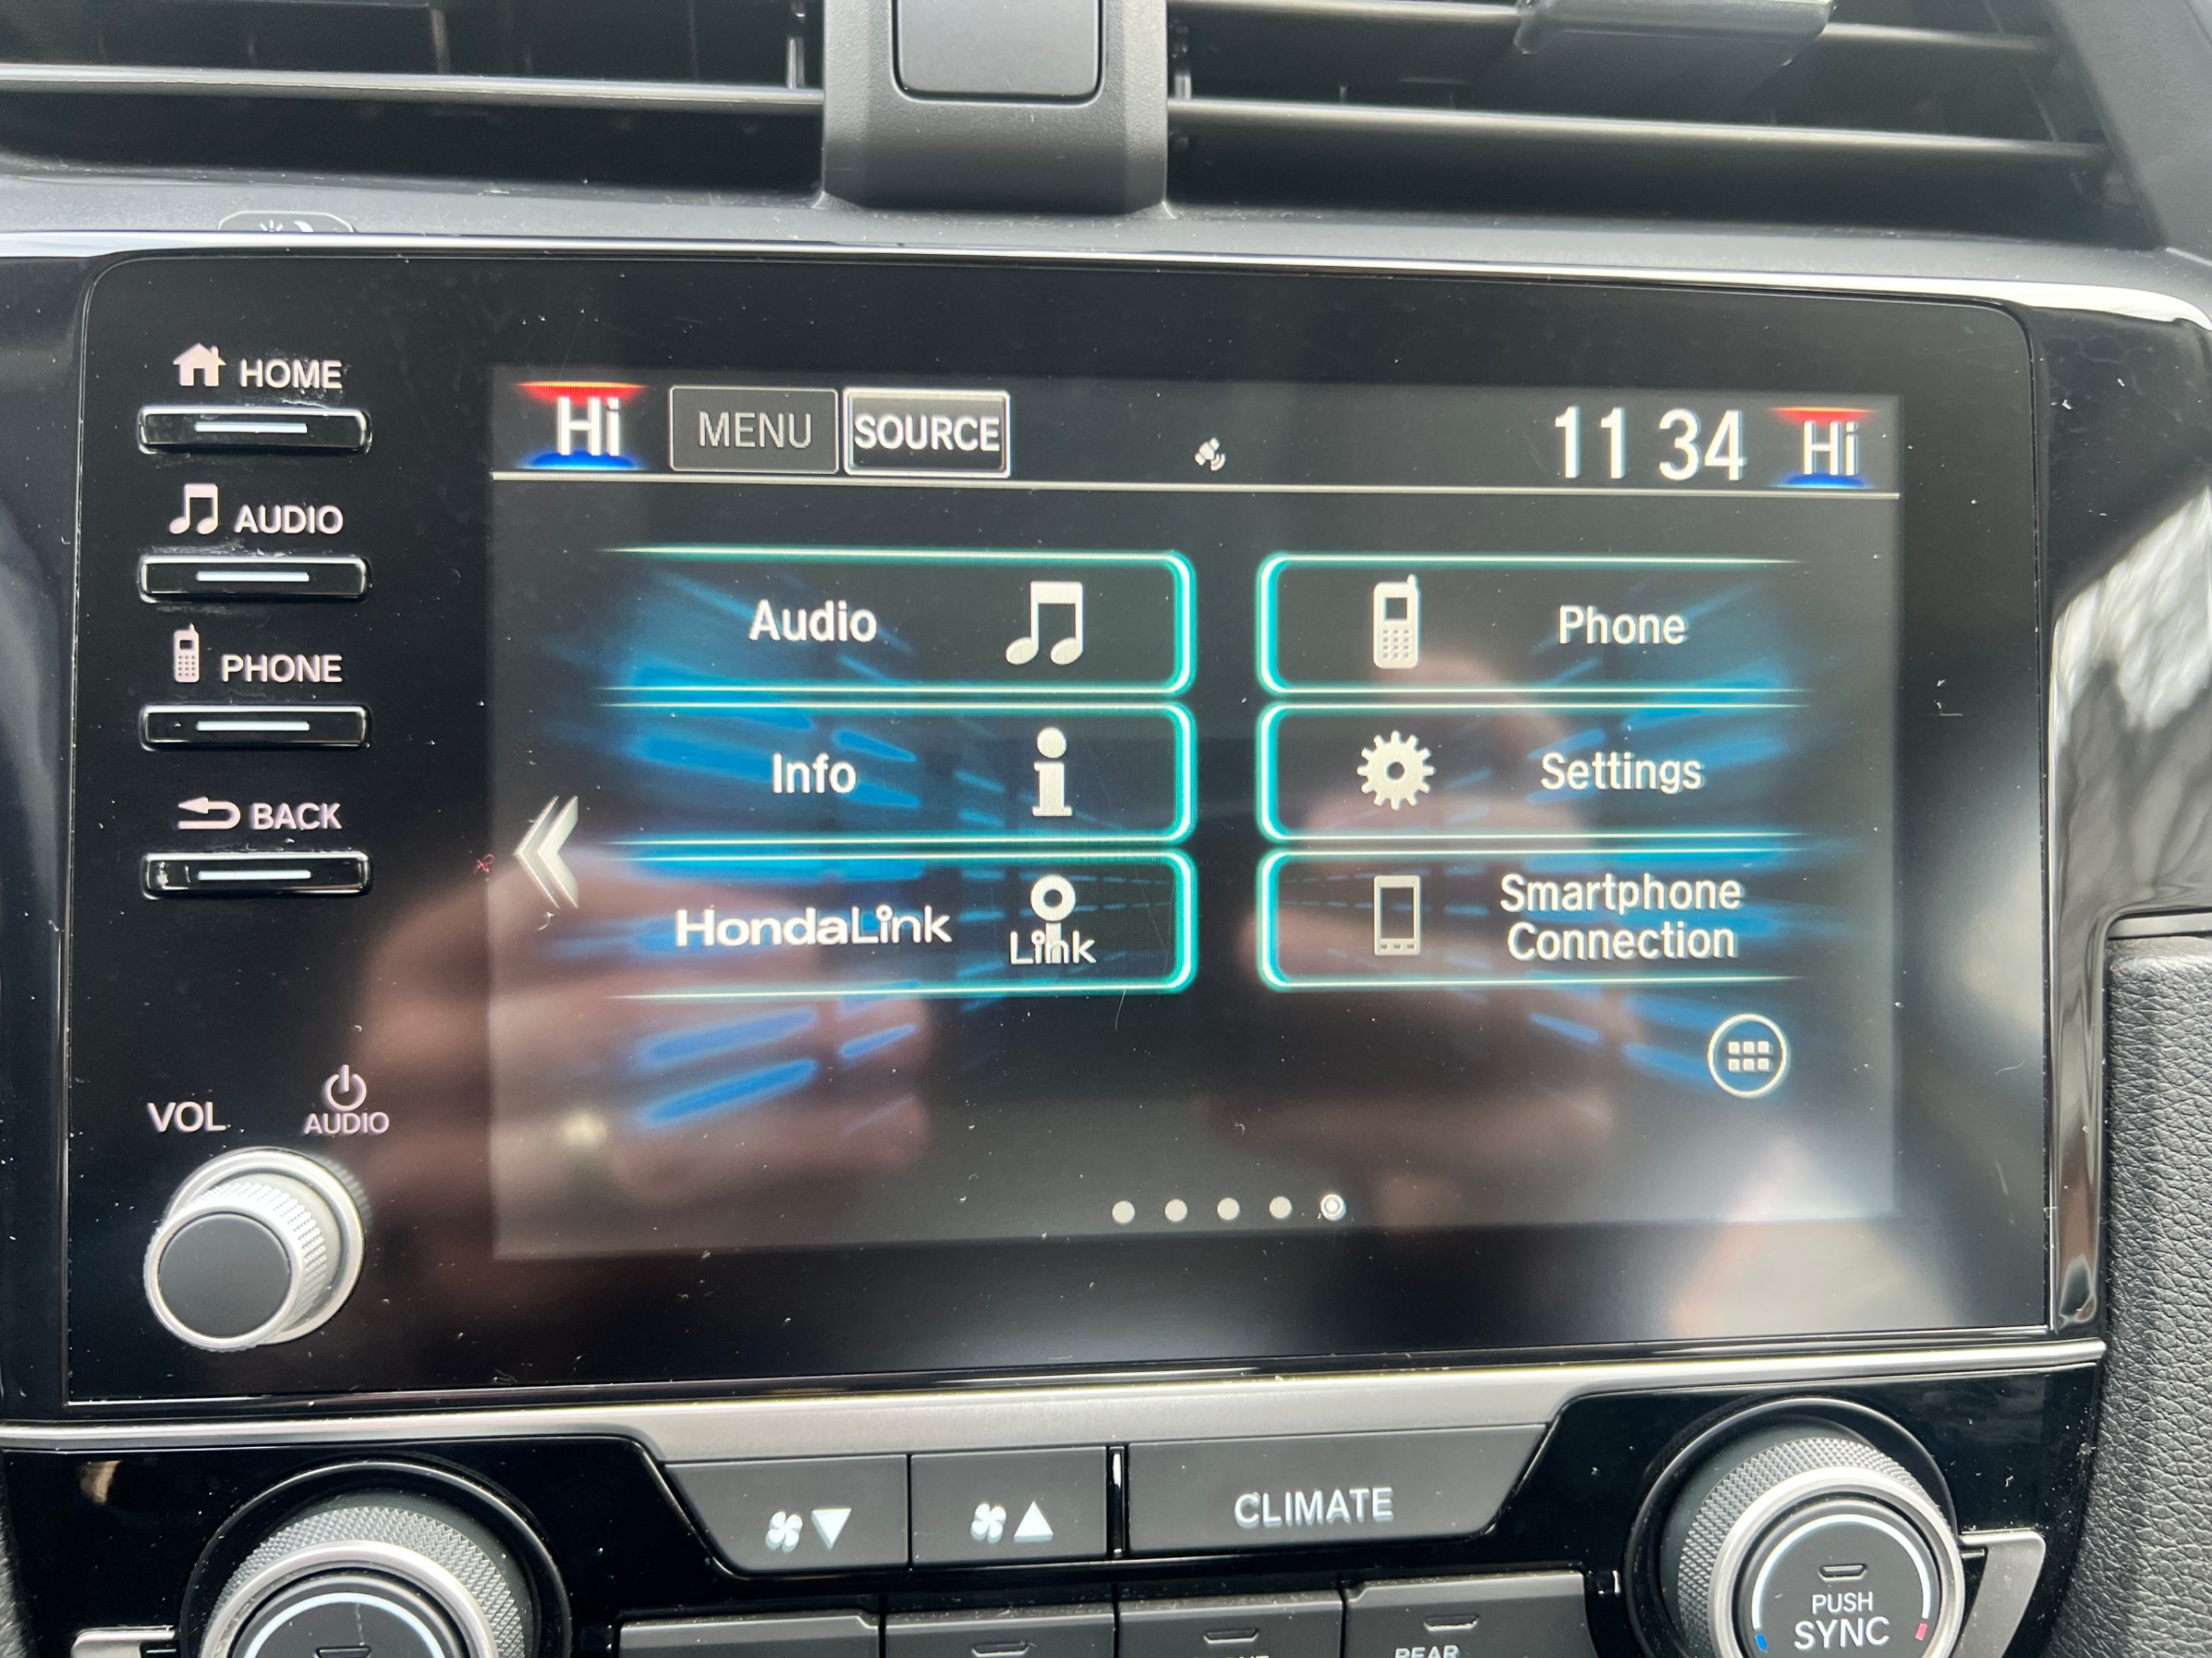 HOME
AUDIO
PHONE
BACK
VOL
AUDIO
Hi MENU SOURCE 11 34 Hi
Audio
Phone
Info
Settings
HondaLink
Link
Smartphone
Connection
CLIMATE
PUSH
SYNC
REAR